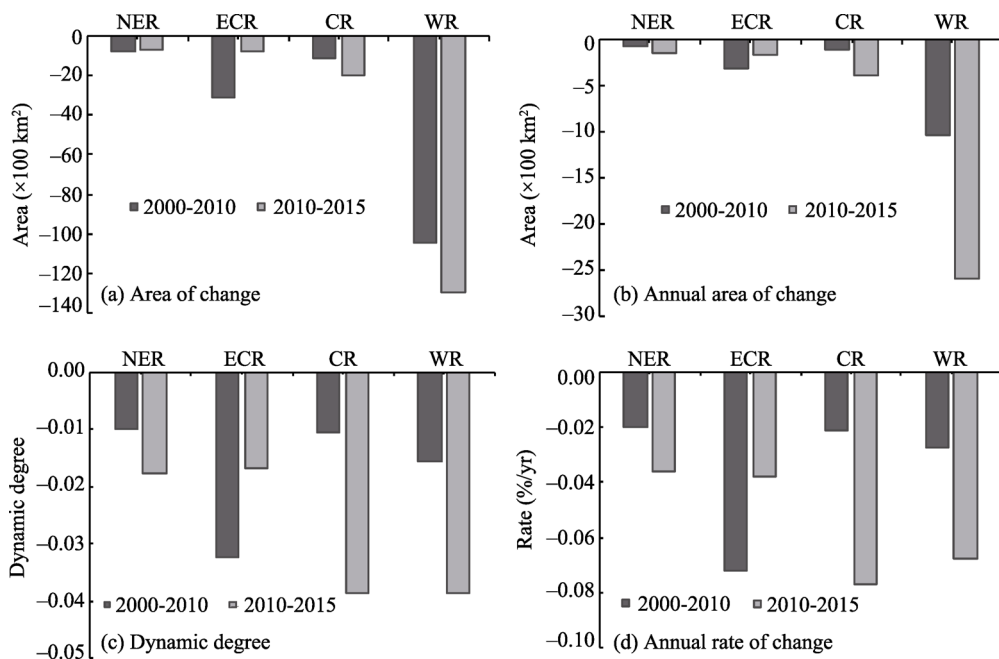 NER ECR CR WR
0
–20
–40
–60
–80
–100
–120
–140
Area (×100 km²)
2000-2010 2010-2015
(a) Area of change
NER ECR CR WR
0
–5
–10
–15
–20
–25
–30
Area (×100 km²)
2000-2010 2010-2015
(b) Annual area of change
NER ECR CR WR
0.00
–0.01
–0.02
–0.03
–0.04
–0.05
Dynamic degree
2000-2010 2010-2015
(c) Dynamic degree
NER ECR CR WR
0.00
–0.02
–0.04
–0.06
–0.08
–0.10
Rate (%/yr)
2000-2010 2010-2015
(d) Annual rate of change